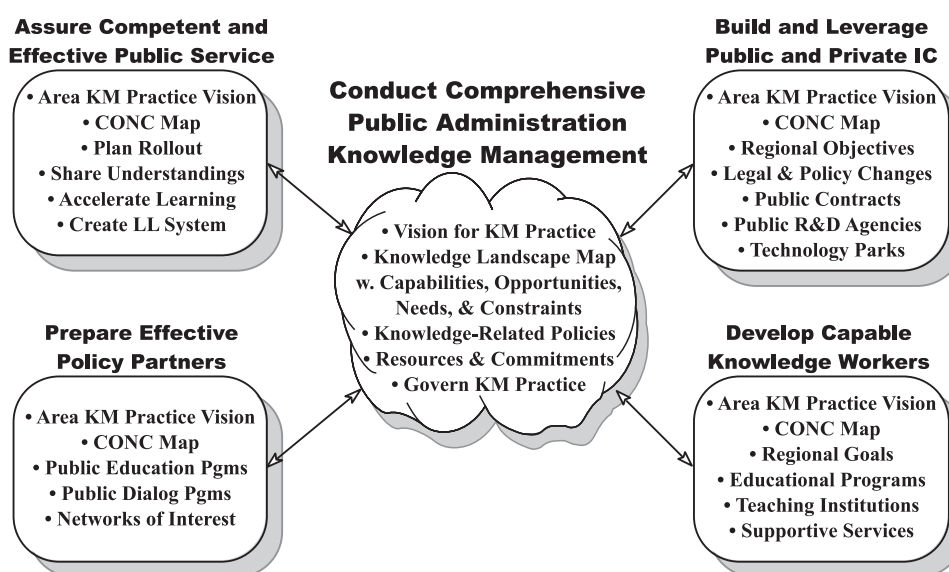 Assure Competent and
Effective Public Service
• Area KM Practice Vision
• CONC Map
• Plan Rollout
• Share Understandings
• Accelerate Learning
• Create LL System
Build and Leverage
Public and Private IC
• Area KM Practice Vision
• CONC Map
• Regional Objectives
• Legal & Policy Changes
• Public Contracts
• Public R&D Agencies
• Technology Parks
Conduct Comprehensive
Public Administration
Knowledge Management
• Vision for KM Practice
• Knowledge Landscape Map
w. Capabilities, Opportunities,
Needs, & Constraints
• Knowledge-Related Policies
• Resources & Commitments
• Govern KM Practice
Prepare Effective
Policy Partners
• Area KM Practice Vision
• CONC Map
• Public Education Pgms
• Public Dialog Pgms
• Networks of Interest
Develop Capable
Knowledge Workers
• Area KM Practice Vision
• CONC Map
• Regional Goals
• Educational Programs
• Teaching Institutions
• Supportive Services